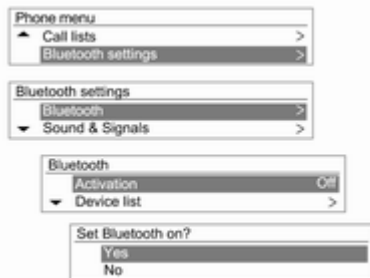 Phone menu
Call lists >
Bluetooth settings >
Bluetooth settings
Bluetooth >
Sound & Signals >
Bluetooth
Activation Off
Device list >
Set Bluetooth on?
Yes
No